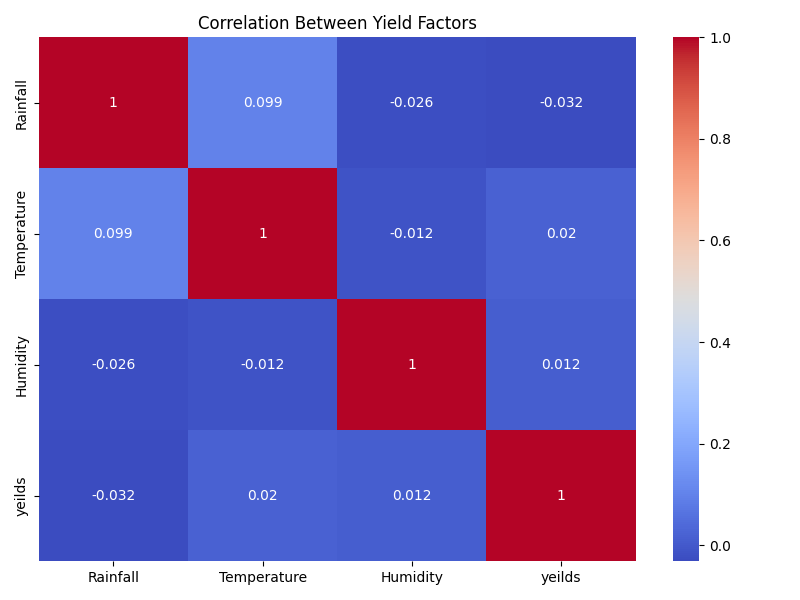 Correlation Between Yield Factors
Rainfall 1 0.099 -0.026 -0.032
Temperature 0.099 1 -0.012 0.02
Humidity -0.026 -0.012 1 0.012
yeilds -0.032 0.02 0.012 1
Rainfall Temperature Humidity yeilds
1.0
0.8
0.6
0.4
0.2
0.0